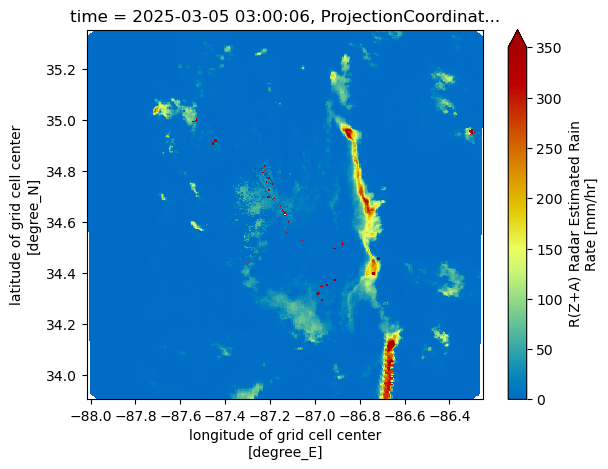 time = 2025-03-05 03:00:06, ProjectionCoordinat...
latitude of grid cell center
[degree_N]
35.2
35.0
34.8
34.6
34.4
34.2
34.0
−88.0 −87.8 −87.6 −87.4 −87.2 −87.0 −86.8 −86.6 −86.4
longitude of grid cell center
[degree_E]
350
300
250
200
150
100
50
0
R(Z+A) Radar Estimated Rain
Rate [mm/hr]